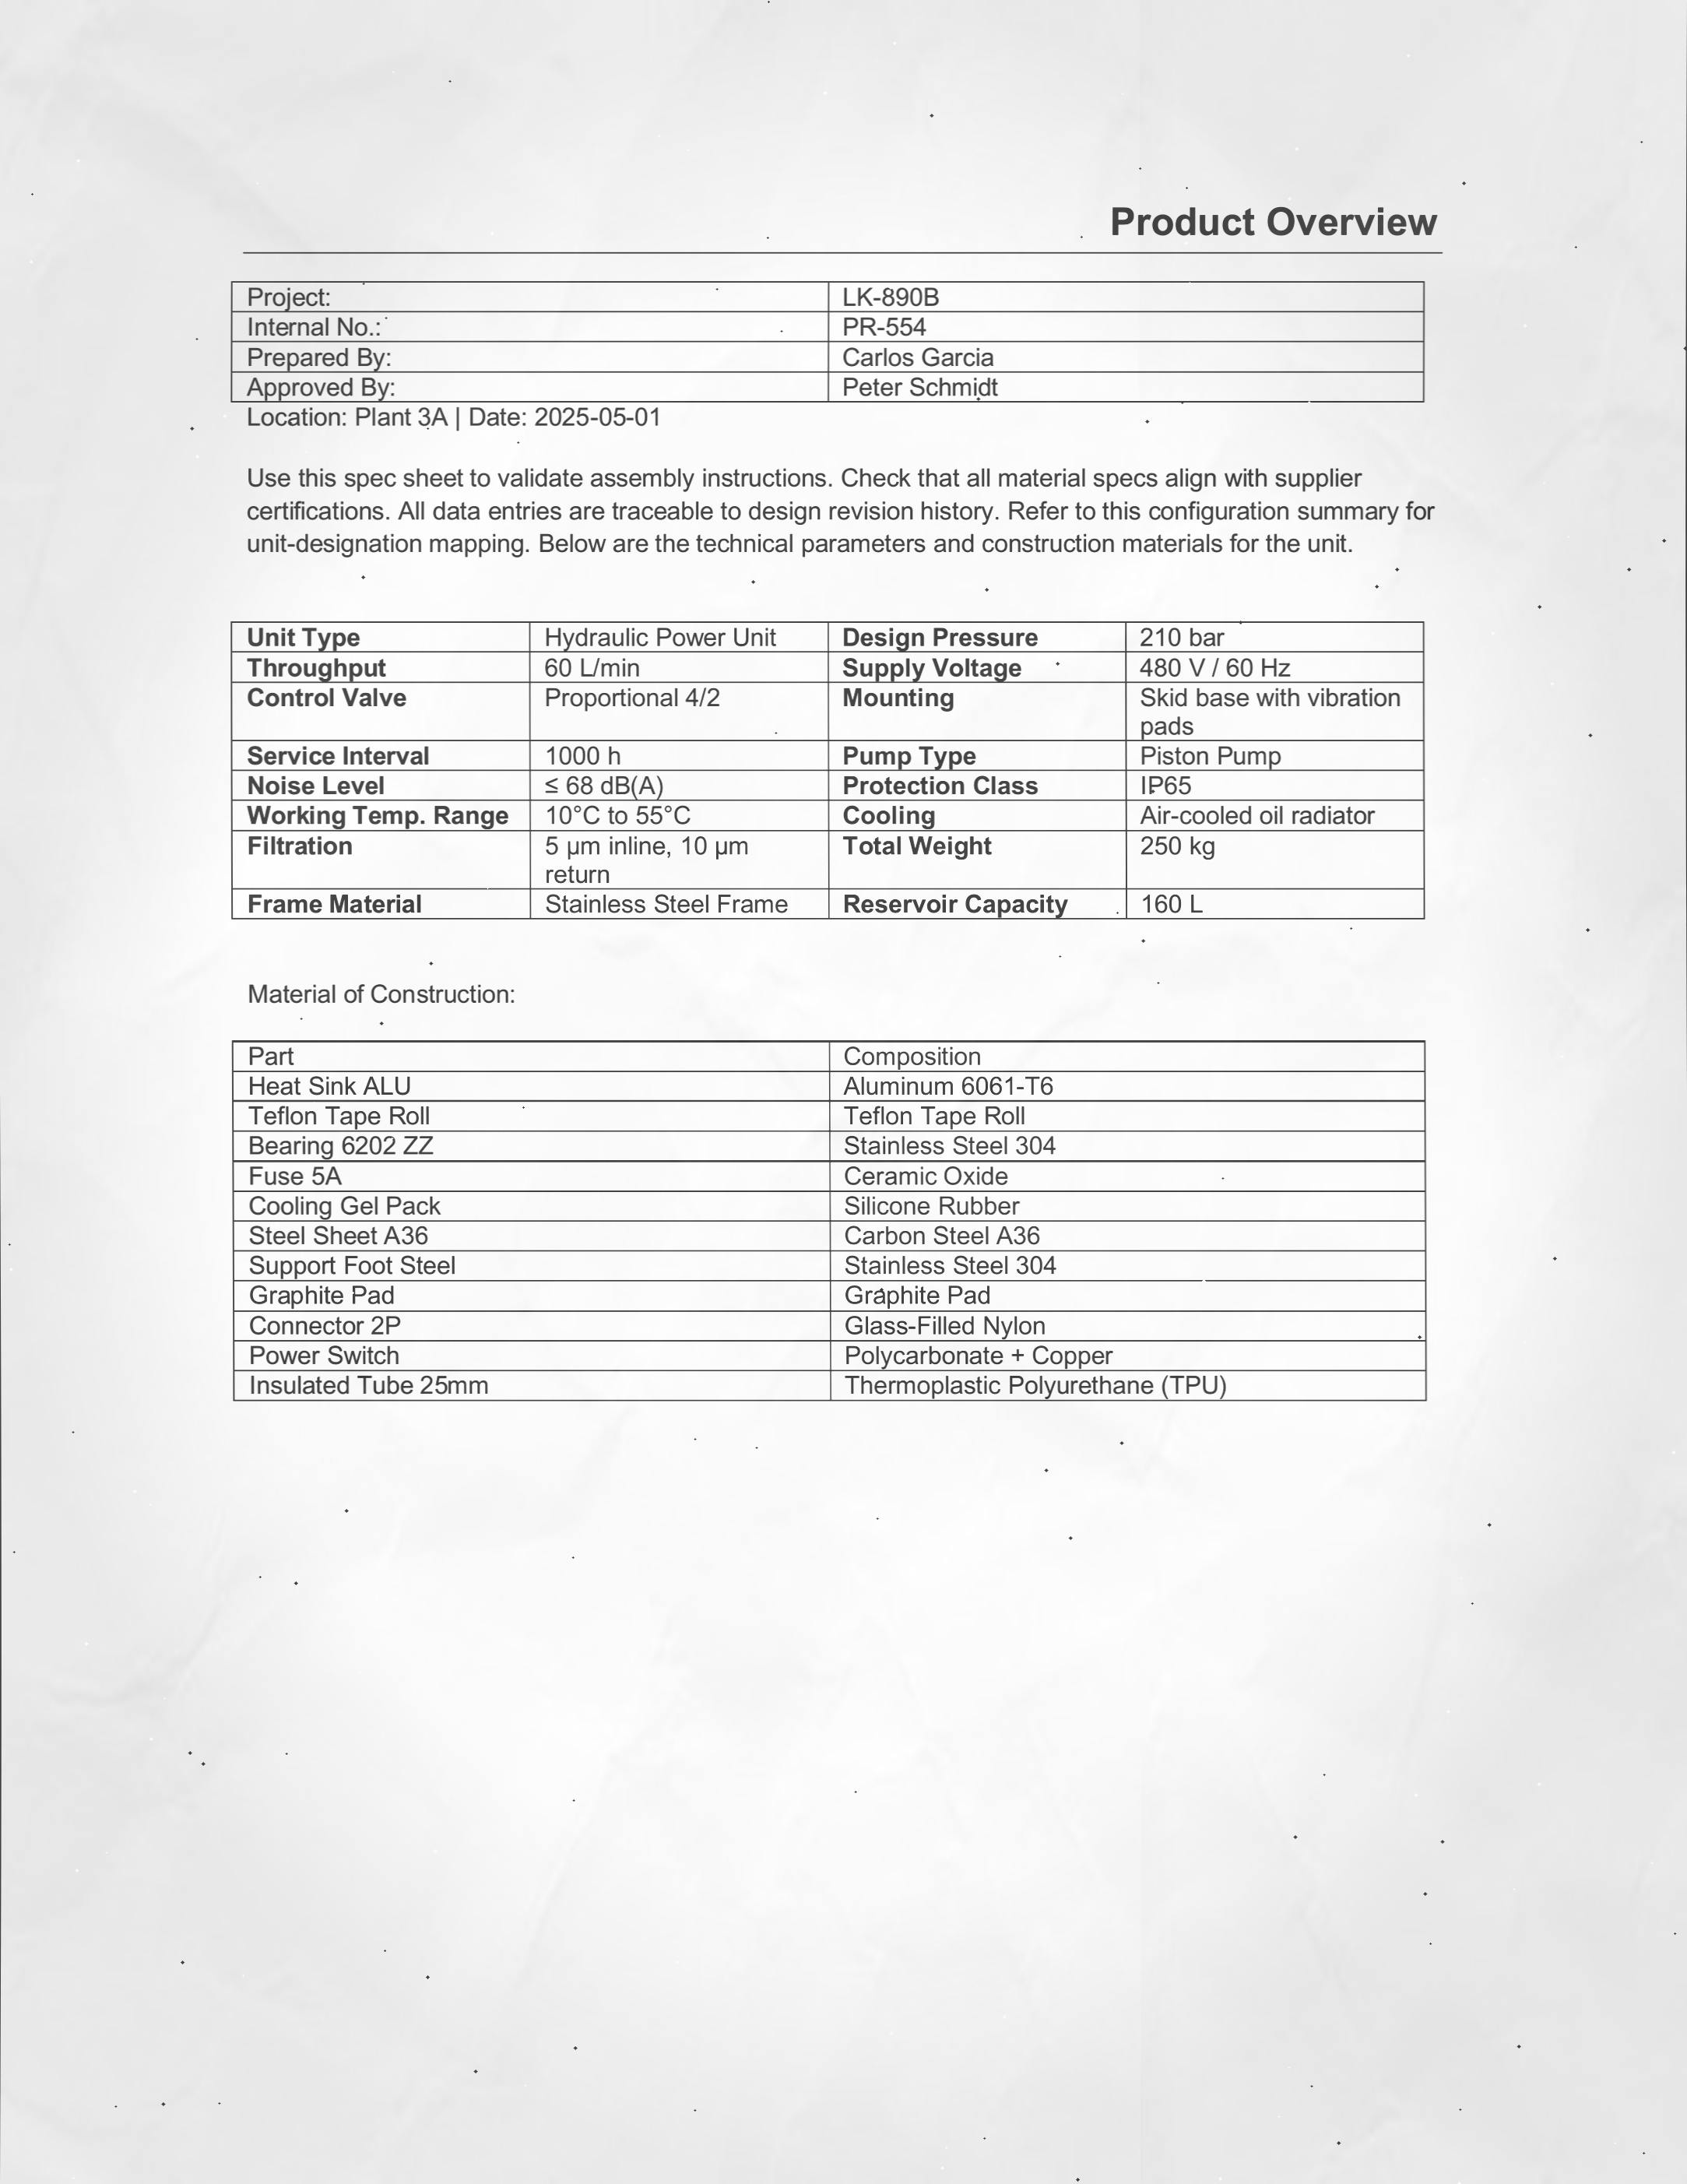 Product Overview
Project: LK-890B
Internal No.: PR-554
Prepared By: Carlos Garcia
Approved By: Peter Schmidt
Location: Plant 3A | Date: 2025-05-01
Use this spec sheet to validate assembly instructions. Check that all material specs align with supplier
certifications. All data entries are traceable to design revision history. Refer to this configuration summary for
unit-designation mapping. Below are the technical parameters and construction materials for the unit.
Unit Type Hydraulic Power Unit Design Pressure 210 bar
Throughput 60 L/min Supply Voltage 480 V / 60 Hz
Control Valve Proportional 4/2 Mounting Skid base with vibration
pads
Service Interval 1000 h Pump Type Piston Pump
Noise Level ≤ 68 dB(A) Protection Class IP65
Working Temp. Range 10°C to 55°C Cooling Air-cooled oil radiator
Filtration 5 µm inline, 10 µm Total Weight 250 kg
return
Frame Material Stainless Steel Frame Reservoir Capacity 160 L
Material of Construction:
Part Composition
Heat Sink ALU Aluminum 6061-T6
Teflon Tape Roll Teflon Tape Roll
Bearing 6202 ZZ Stainless Steel 304
Fuse 5A Ceramic Oxide
Cooling Gel Pack Silicone Rubber
Steel Sheet A36 Carbon Steel A36
Support Foot Steel Stainless Steel 304
Graphite Pad Graphite Pad
Connector 2P Glass-Filled Nylon
Power Switch Polycarbonate + Copper
Insulated Tube 25mm Thermoplastic Polyurethane (TPU)